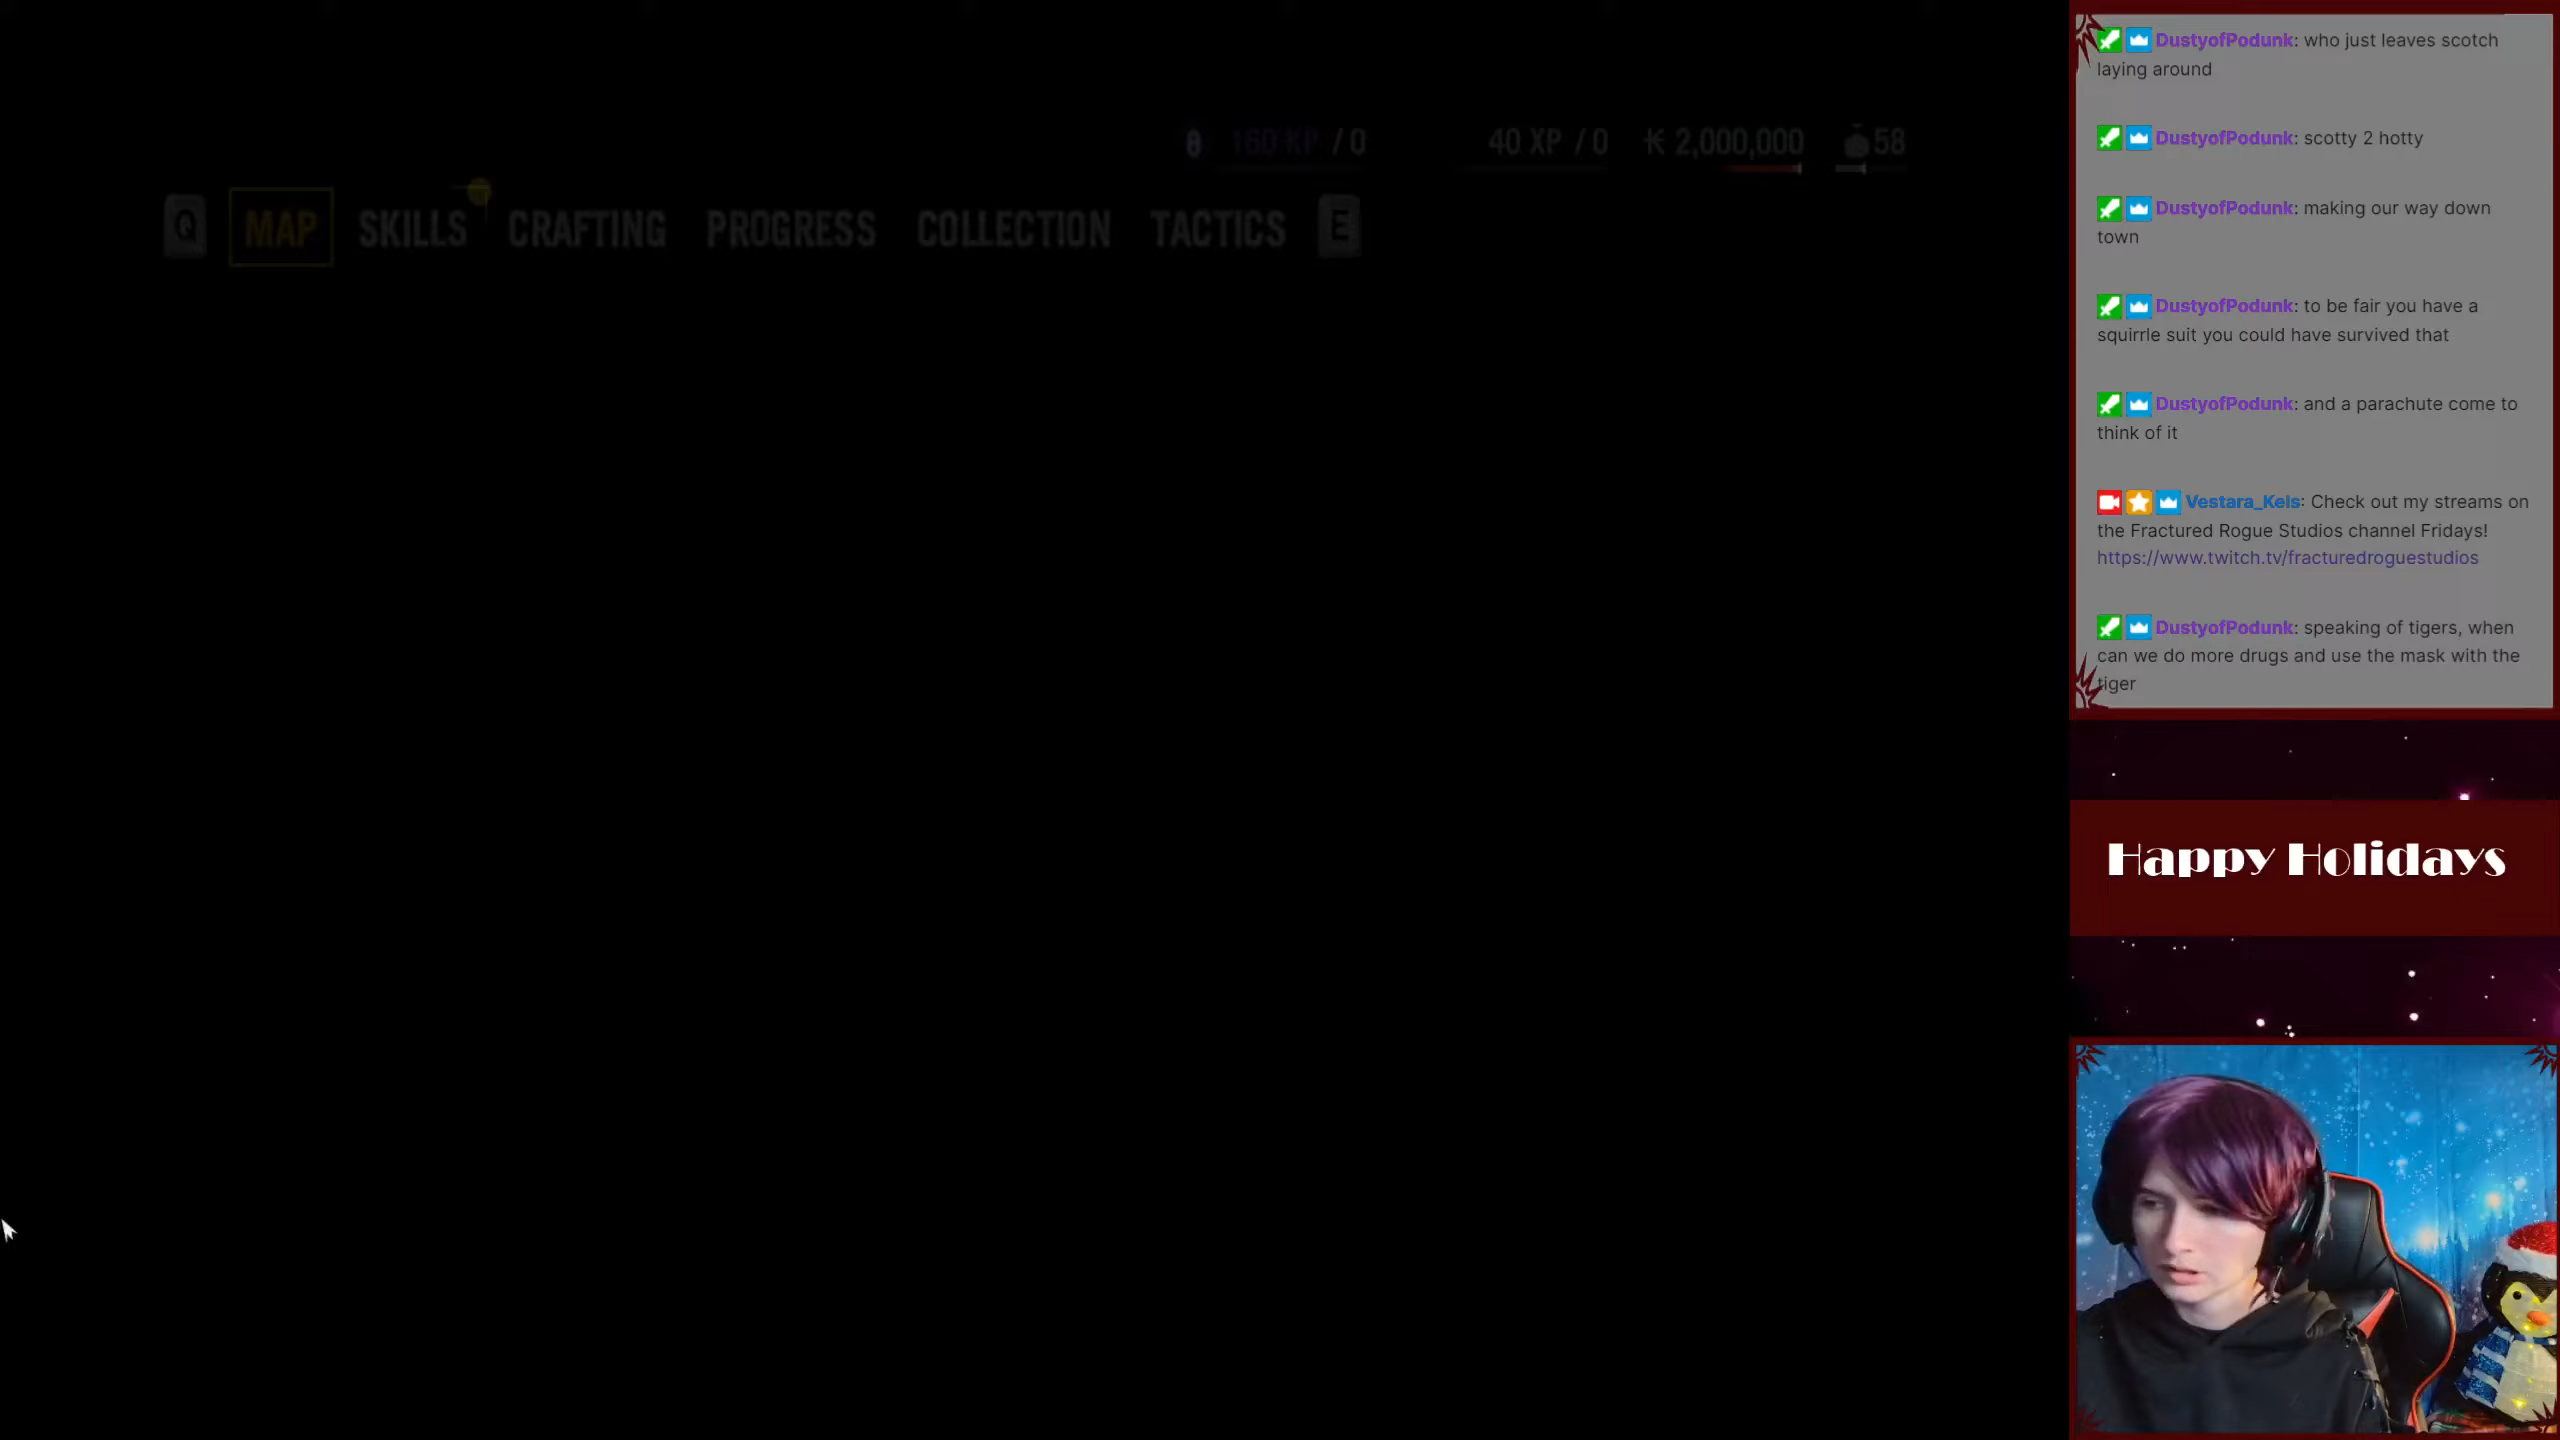 160 KP / 0 40 XP / 0 2,000,000 58
Q MAP SKILLS CRAFTING PROGRESS COLLECTION TACTICS E
DustyofPodunk: who just leaves scotch
laying around
DustyofPodunk: scotty 2 hotty
DustyofPodunk: making our way down
town
DustyofPodunk: to be fair you have a
squirrle suit you could have survived that
DustyofPodunk: and a parachute come to
think of it
Vestara_Kels: Check out my streams on
the Fractured Rogue Studios channel Fridays!
https://www.twitch.tv/fracturedroguestudios
DustyofPodunk: speaking of tigers, when
can we do more drugs and use the mask with the
tiger
Happy Holidays